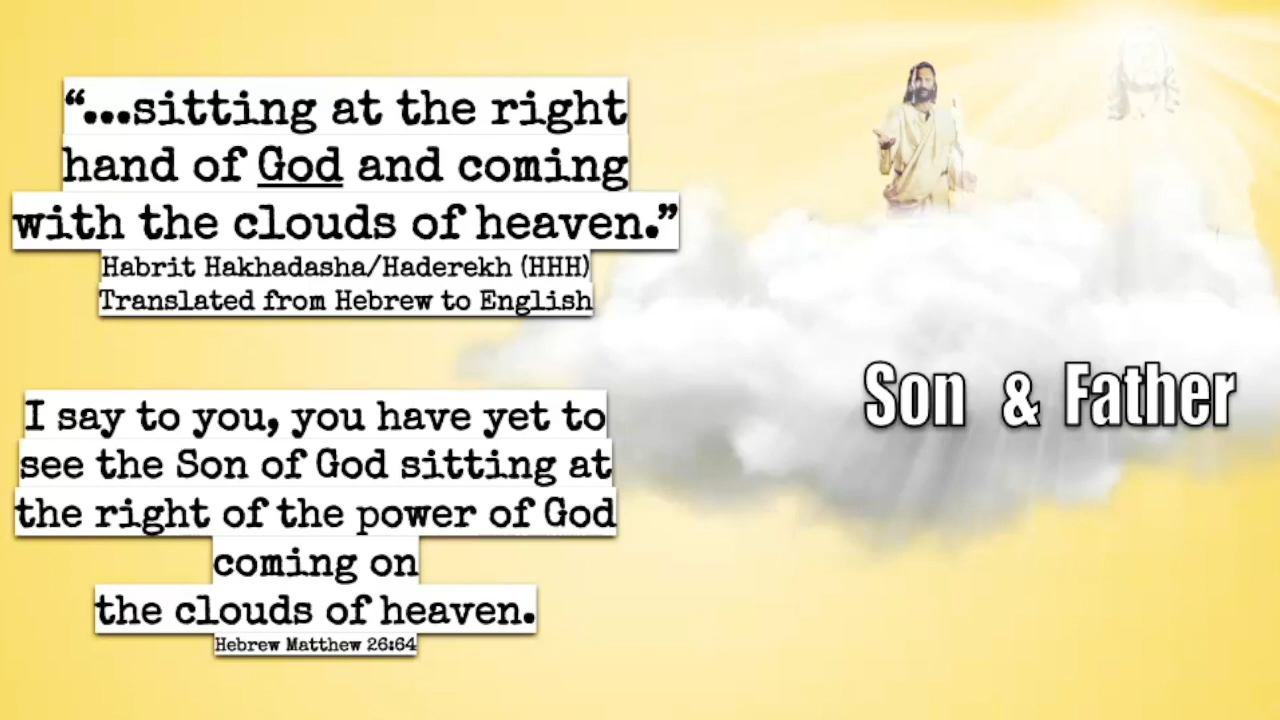 “...sitting at the right
hand of God and coming
with the clouds of heaven.”
Habrit Hakhadasha/Haderekh (HHH)
Translated from Hebrew to English
I say to you, you have yet to
see the Son of God sitting at
the right of the power of God
coming on
the clouds of heaven.
Hebrew Matthew 26:64
Son & Father